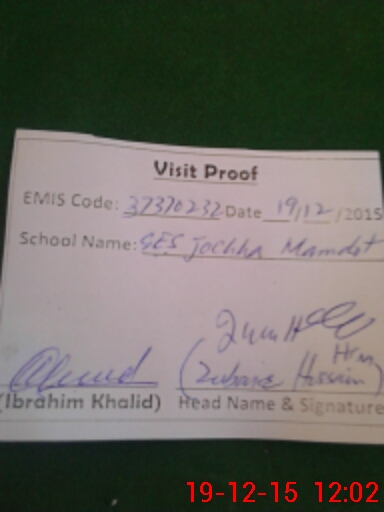 Visit Proof
EMIS Code: 37370232 Date 19/12/2015
School Name: GES Jochha Mamdot
Hm
(Hussain)
(Ibrahim Khalid) Head Name & Signature
19-12-15 12:02